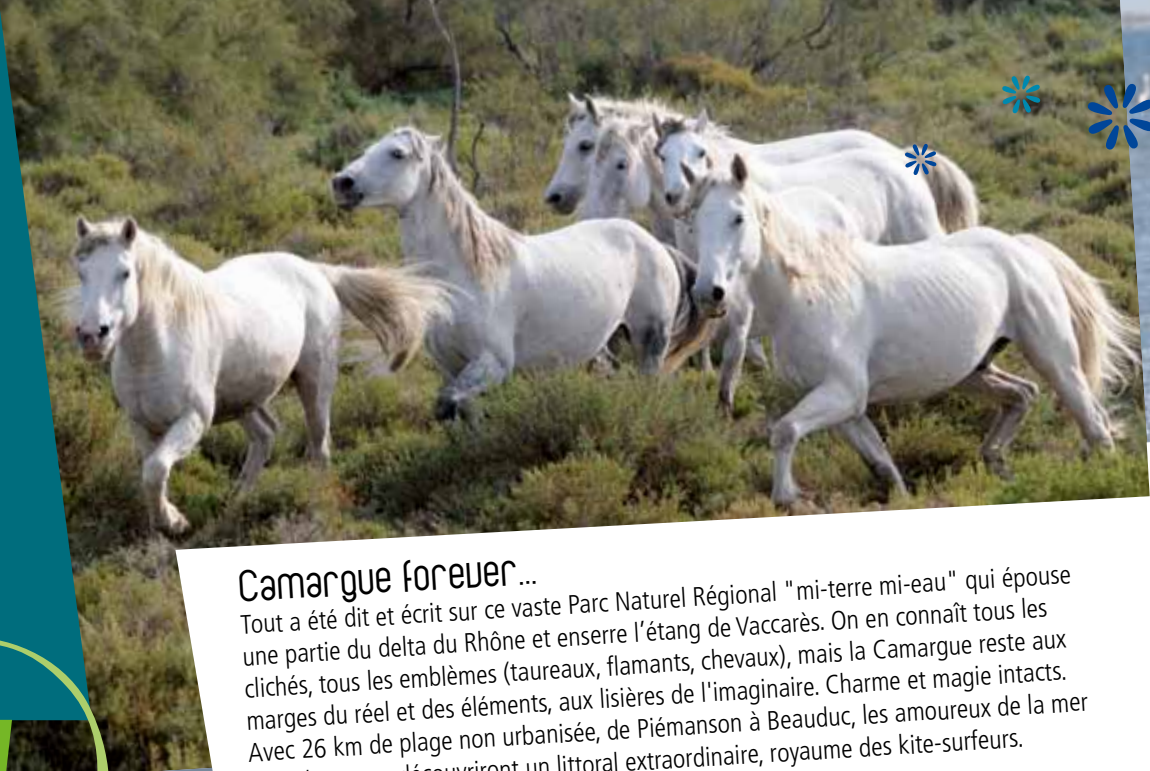 Camargue forever...
Tout a été dit et écrit sur ce vaste Parc Naturel Régional "mi-terre mi-eau" qui épouse
une partie du delta du Rhône et enserre l'étang de Vaccarès. On en connaît tous les
clichés, tous les emblèmes (taureaux, flamants, chevaux), mais la Camargue reste aux
marges du réel et des éléments, aux lisières de l'imaginaire. Charme et magie intacts.
Avec 26 km de plage non urbanisée, de Piémanson à Beauduc, les amoureux de la mer
découvriront un littoral extraordinaire, royaume des kite-surfeurs.